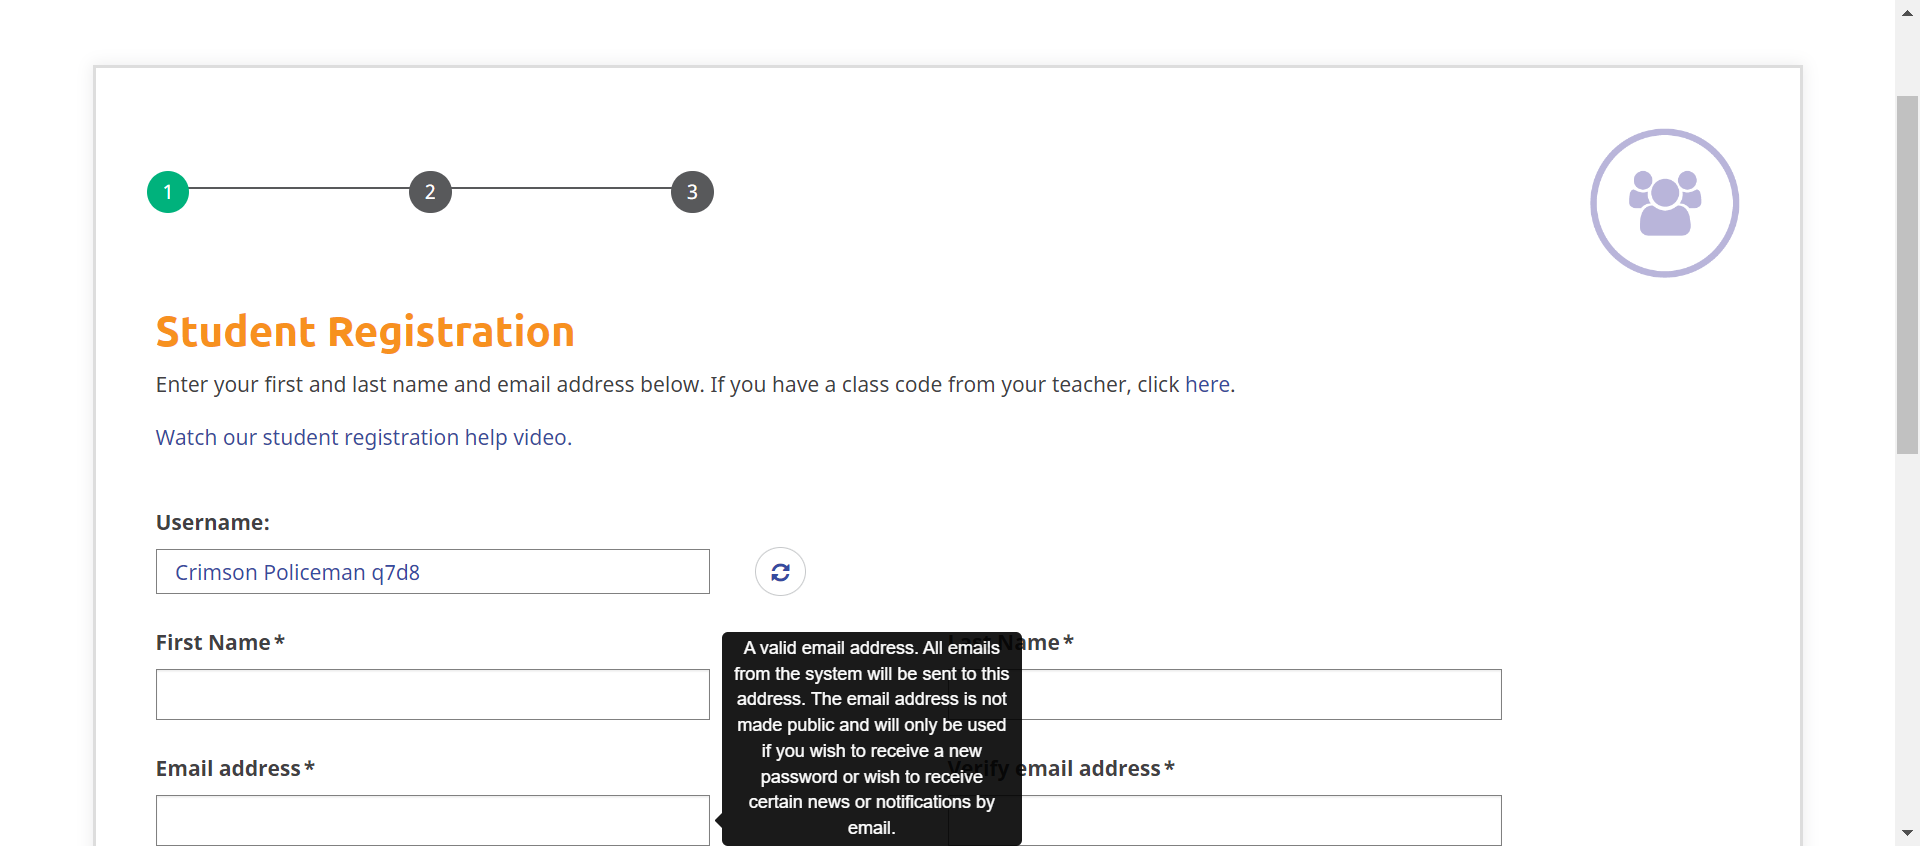 1
2
3
Student Registration
Enter your first and last name and email address below. If you have a class code from your teacher, click here.
Watch our student registration help video.
Username:
Crimson Policeman q7d8
First Name*
Last Name*
A valid email address. All emails
from the system will be sent to this
address. The email address is not
made public and will only be used
if you wish to receive a new
password or wish to receive
certain news or notifications by
email.
Email address*
Verify email address*